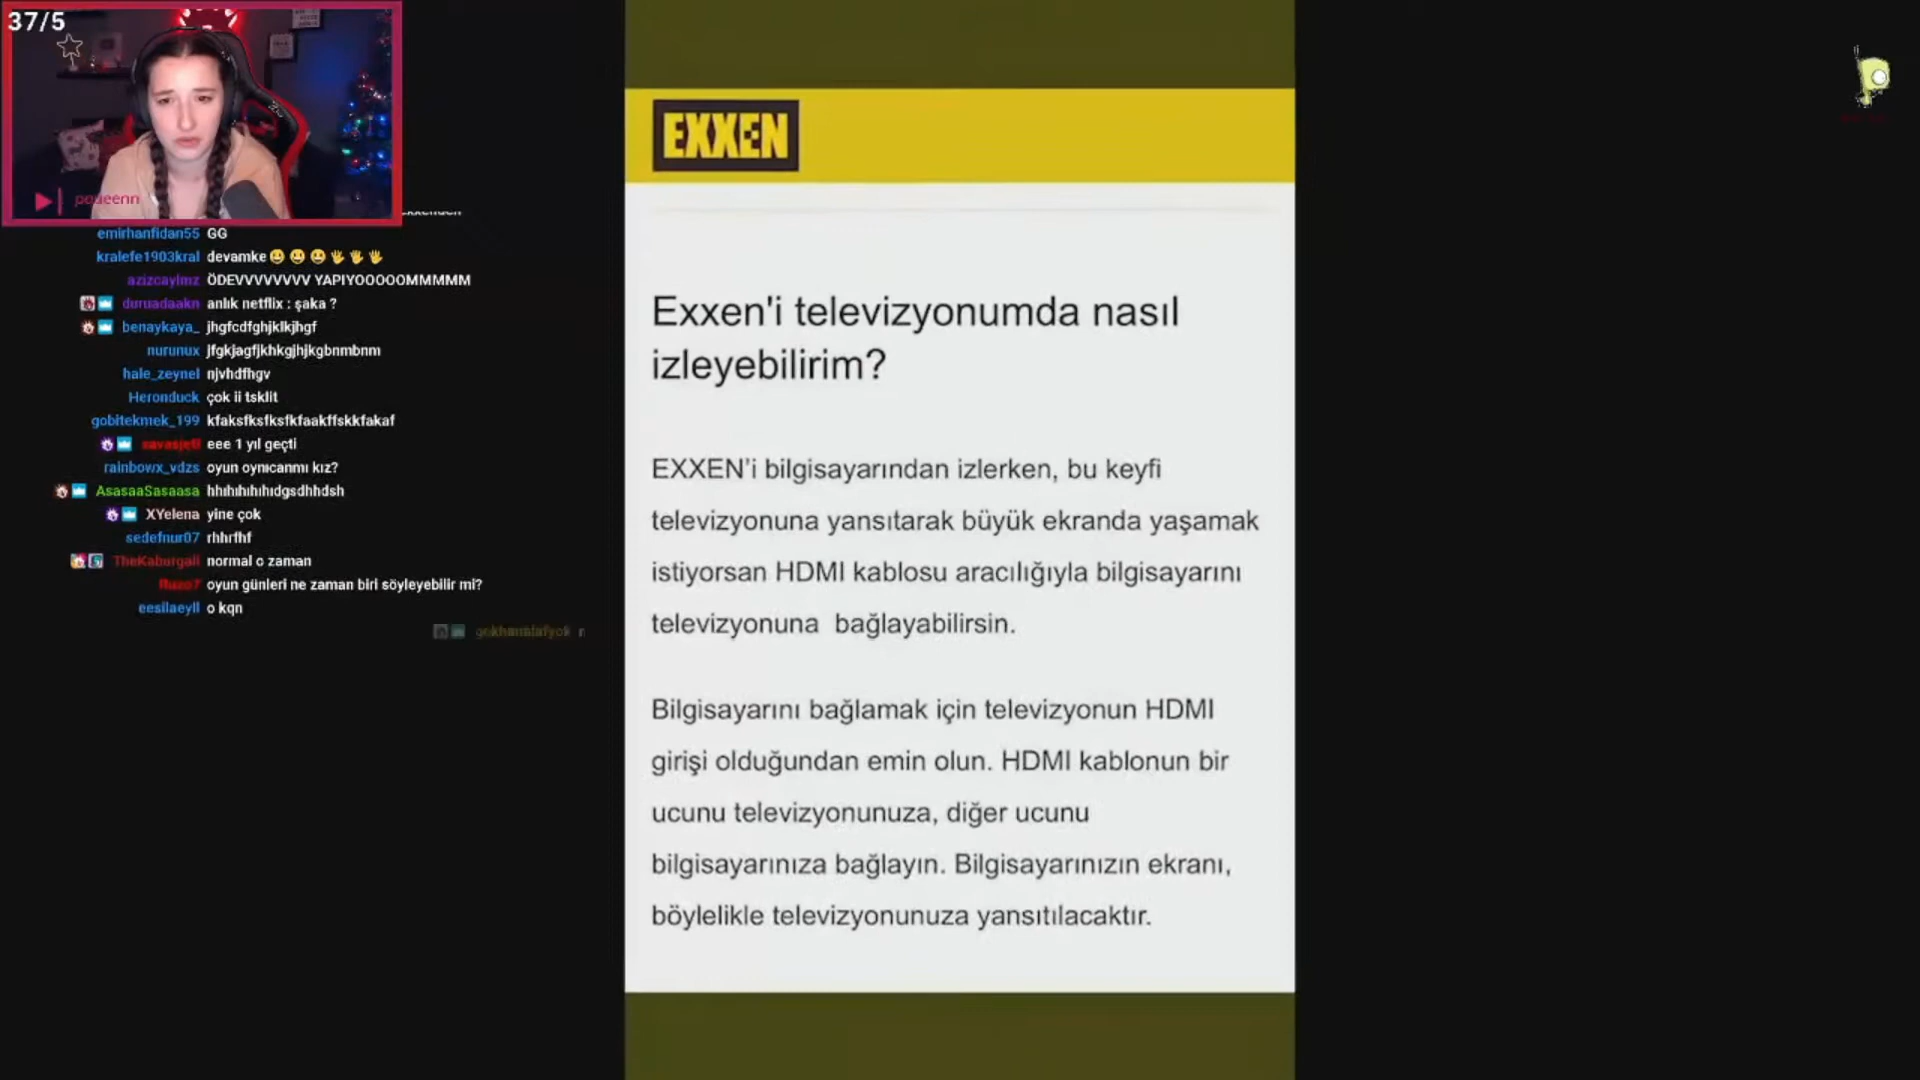 37/5
pqueenn
emirhanfidan55 GG
kralefe1903kral devamke
azizcaylmz ÖDEVVVVVVVV YAPIYOOOOOMMMMM
duruadaakn anlık netflix : şaka ?
benaykaya_ jhgfcdfghjklkjhgf
nurunux jfgkjagfjkhkgjhjkgbnmbnm
hale_zeynel njvhdfhgv
Heronduck çok ii tsklit
gobitekmek_199 kfaksfksfksfkfaakffskkfakaf
savasjeti eee 1 yıl geçti
rainbowx_vdzs oyun oynıcanmı kız?
AsasaaSasaasa hhıhıhıhıhıdgsdhhdsh
XYelena yine çok
sedefnur07 rhhrfhf
TheKaburgali normal o zaman
oyun günleri ne zaman biri söyleyebilir mi?
eesilaeyll o kqn
EXXEN
Exxen'i televizyonumda nasıl
izleyebilirim?
EXXEN'i bilgisayarından izlerken, bu keyfi
televizyonuna yansıtarak büyük ekranda yaşamak
istiyorsan HDMI kablosu aracılığıyla bilgisayarını
televizyonuna bağlayabilirsin.
Bilgisayarını bağlamak için televizyonun HDMI
girişi olduğundan emin olun. HDMI kablonun bir
ucunu televizyonunuza, diğer ucunu
bilgisayarınıza bağlayın. Bilgisayarınızın ekranı,
böylelikle televizyonunuza yansıtılacaktır.